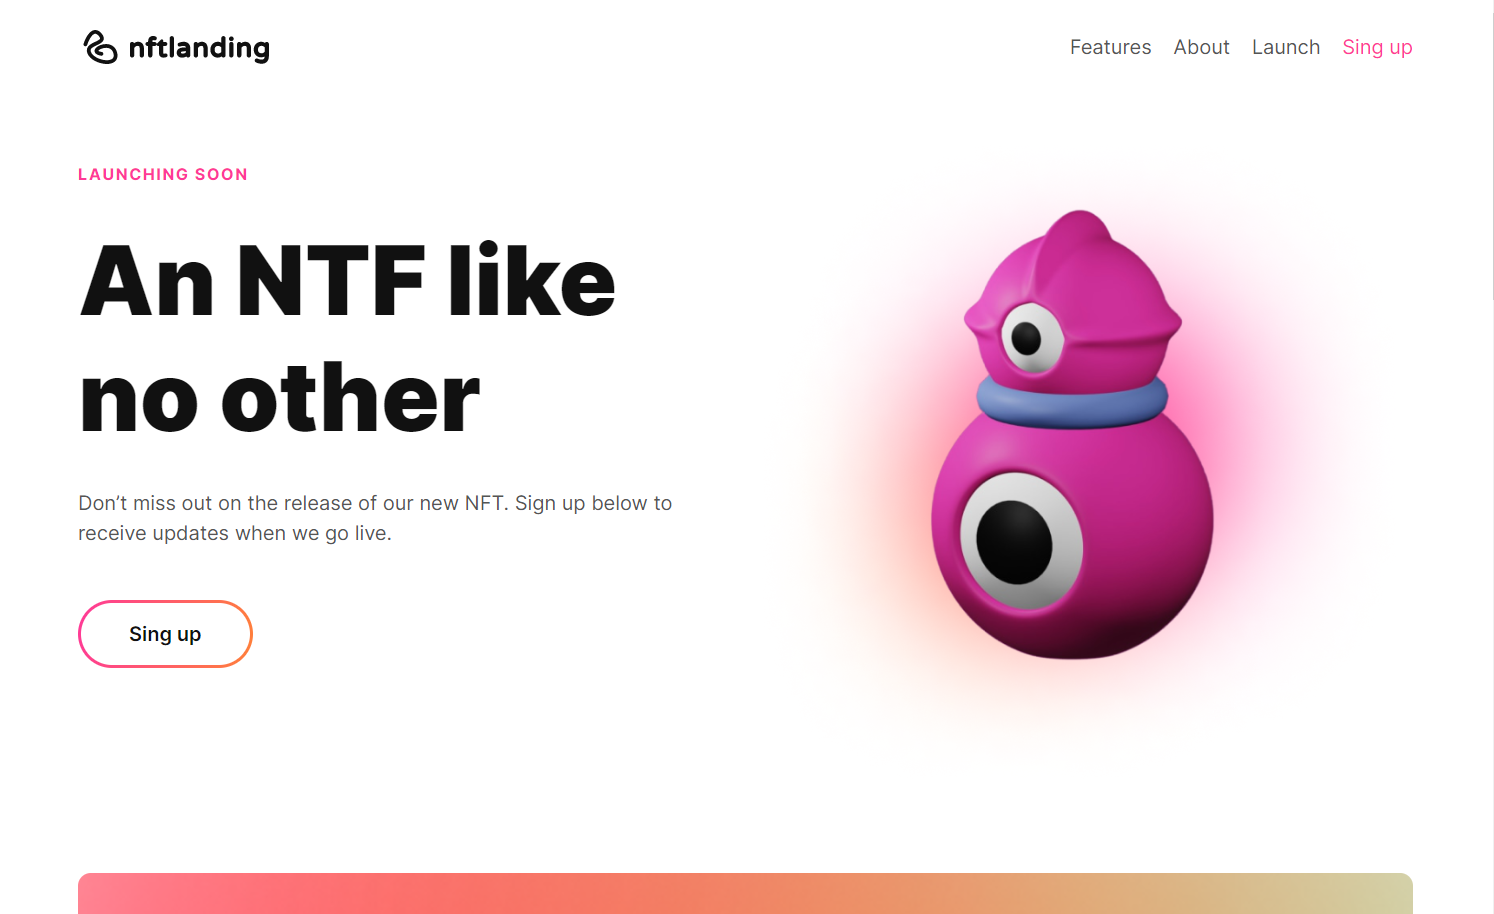 nftlanding
Features About Launch Sing up
LAUNCHING SOON
An NTF like
no other
Don’t miss out on the release of our new NFT. Sign up below to
receive updates when we go live.
Sing up